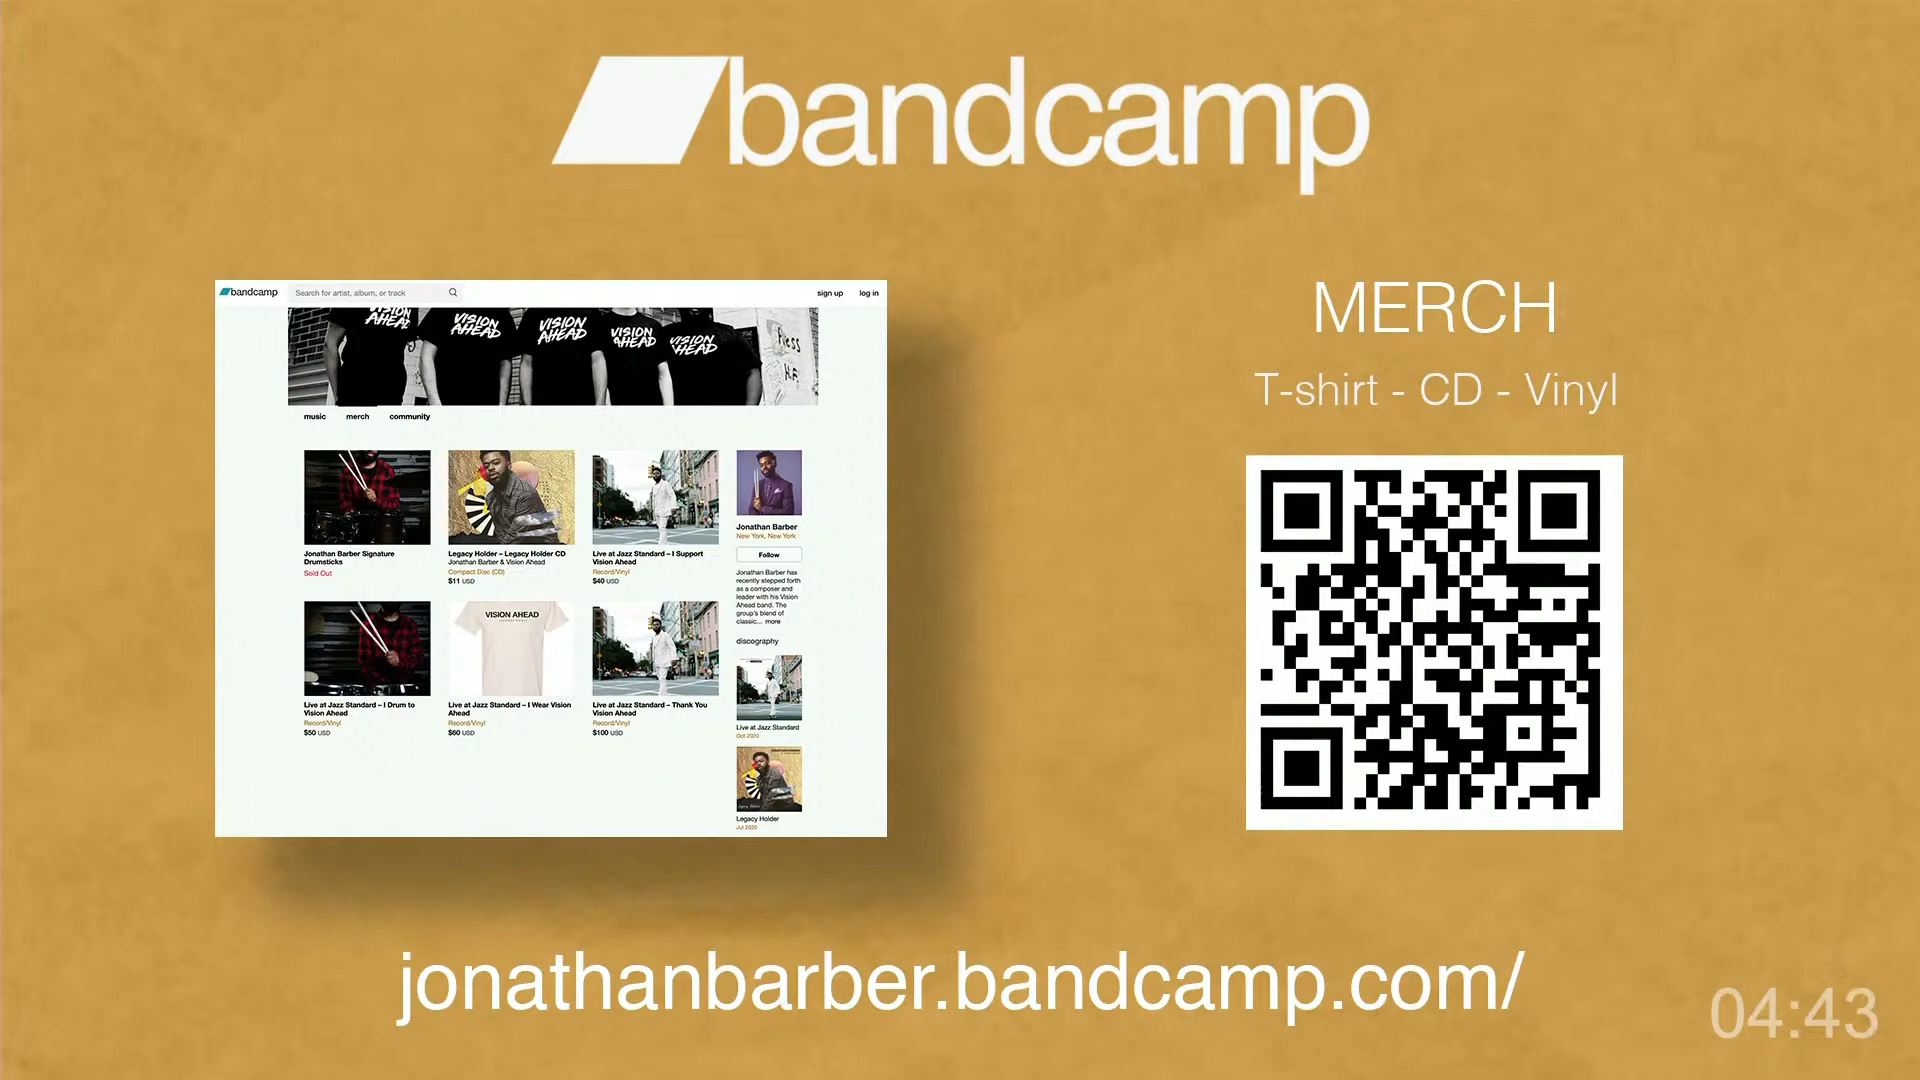 bandcamp
bandcamp
Search for artist, album, or track
sign up
log in
VISION
AHEAD
VISION
AHEAD
VISION
AHEAD
VISION
AHEAD
VISION
AHEAD
music
merch
community
Jonathan Barber Signature
Drumsticks
Sold Out
Legacy Holder – Legacy Holder CD
Jonathan Barber & Vision Ahead
Compact Disc (CD)
$11 USD
Live at Jazz Standard – I Support
Vision Ahead
Record/Vinyl
$40 USD
Live at Jazz Standard – I Drum to
Vision Ahead
Record/Vinyl
$50 USD
VISION AHEAD
Live at Jazz Standard – I Wear Vision
Ahead
Record/Vinyl
$60 USD
Live at Jazz Standard – Thank You
Vision Ahead
Record/Vinyl
$100 USD
Jonathan Barber
New York, New York
Follow
Jonathan Barber has
recently stepped forth
as a composer and
leader with his Vision
Ahead band. The
group's blend of
classic... more
discography
Live at Jazz Standard
Oct 2020
Legacy Holder
Jul 2020
MERCH
T-shirt - CD - Vinyl
jonathanbarber.bandcamp.com/
04:43